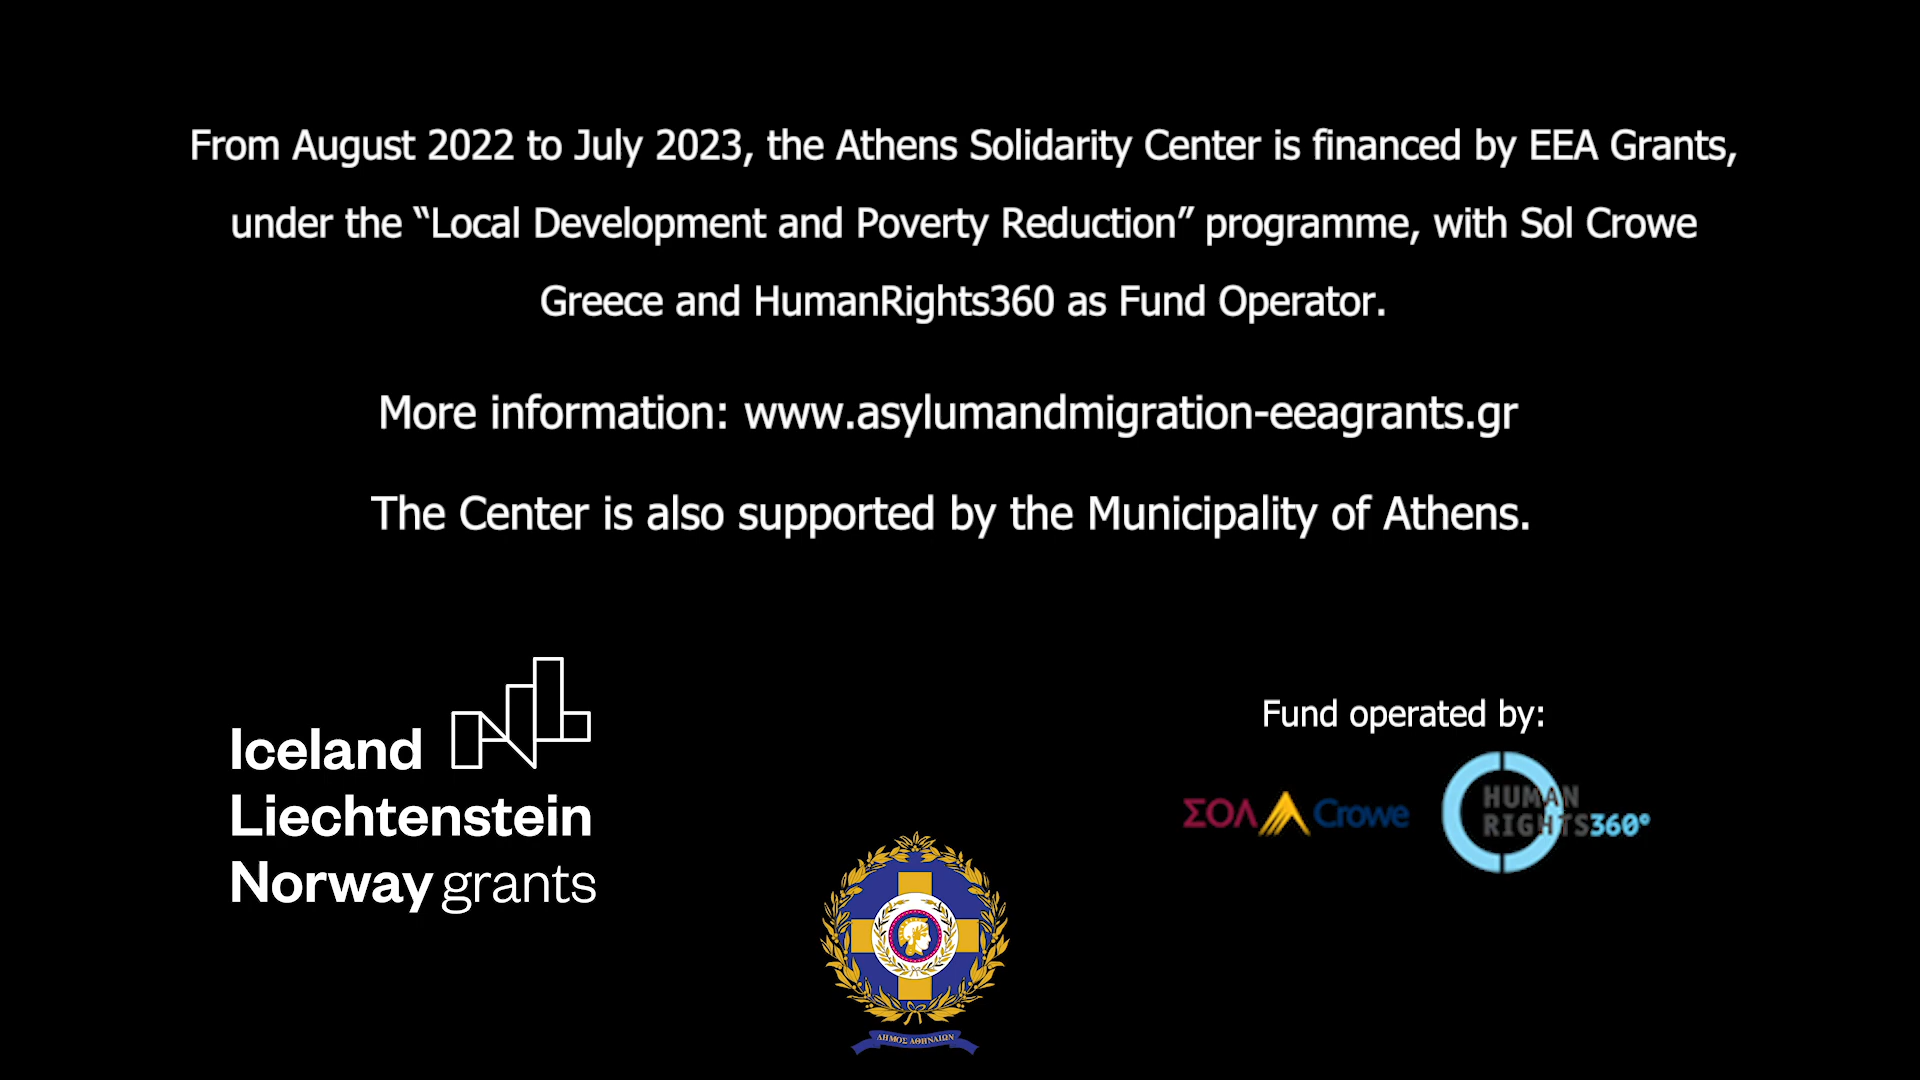 From August 2022 to July 2023, the Athens Solidarity Center is financed by EEA Grants,
under the “Local Development and Poverty Reduction” programme, with Sol Crowe
Greece and HumanRights360 as Fund Operator.
More information: www.asylumandmigration-eeagrants.gr
The Center is also supported by the Municipality of Athens.
Iceland
Liechtenstein
Norway grants
Fund operated by:
ΣΟΛ Crowe
HUMAN
RIGHTS360°
ΔΗΜΟΣ ΑΘΗΝΑΙΩΝ